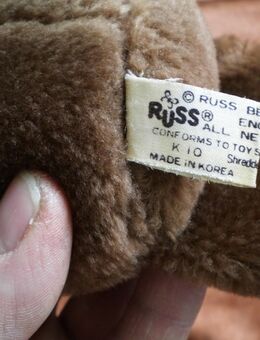 © RUSS BE
RUSS® ENG
ALL NE
CONFORMS TO TOYS
K 10 Shredd
MADE IN KOREA